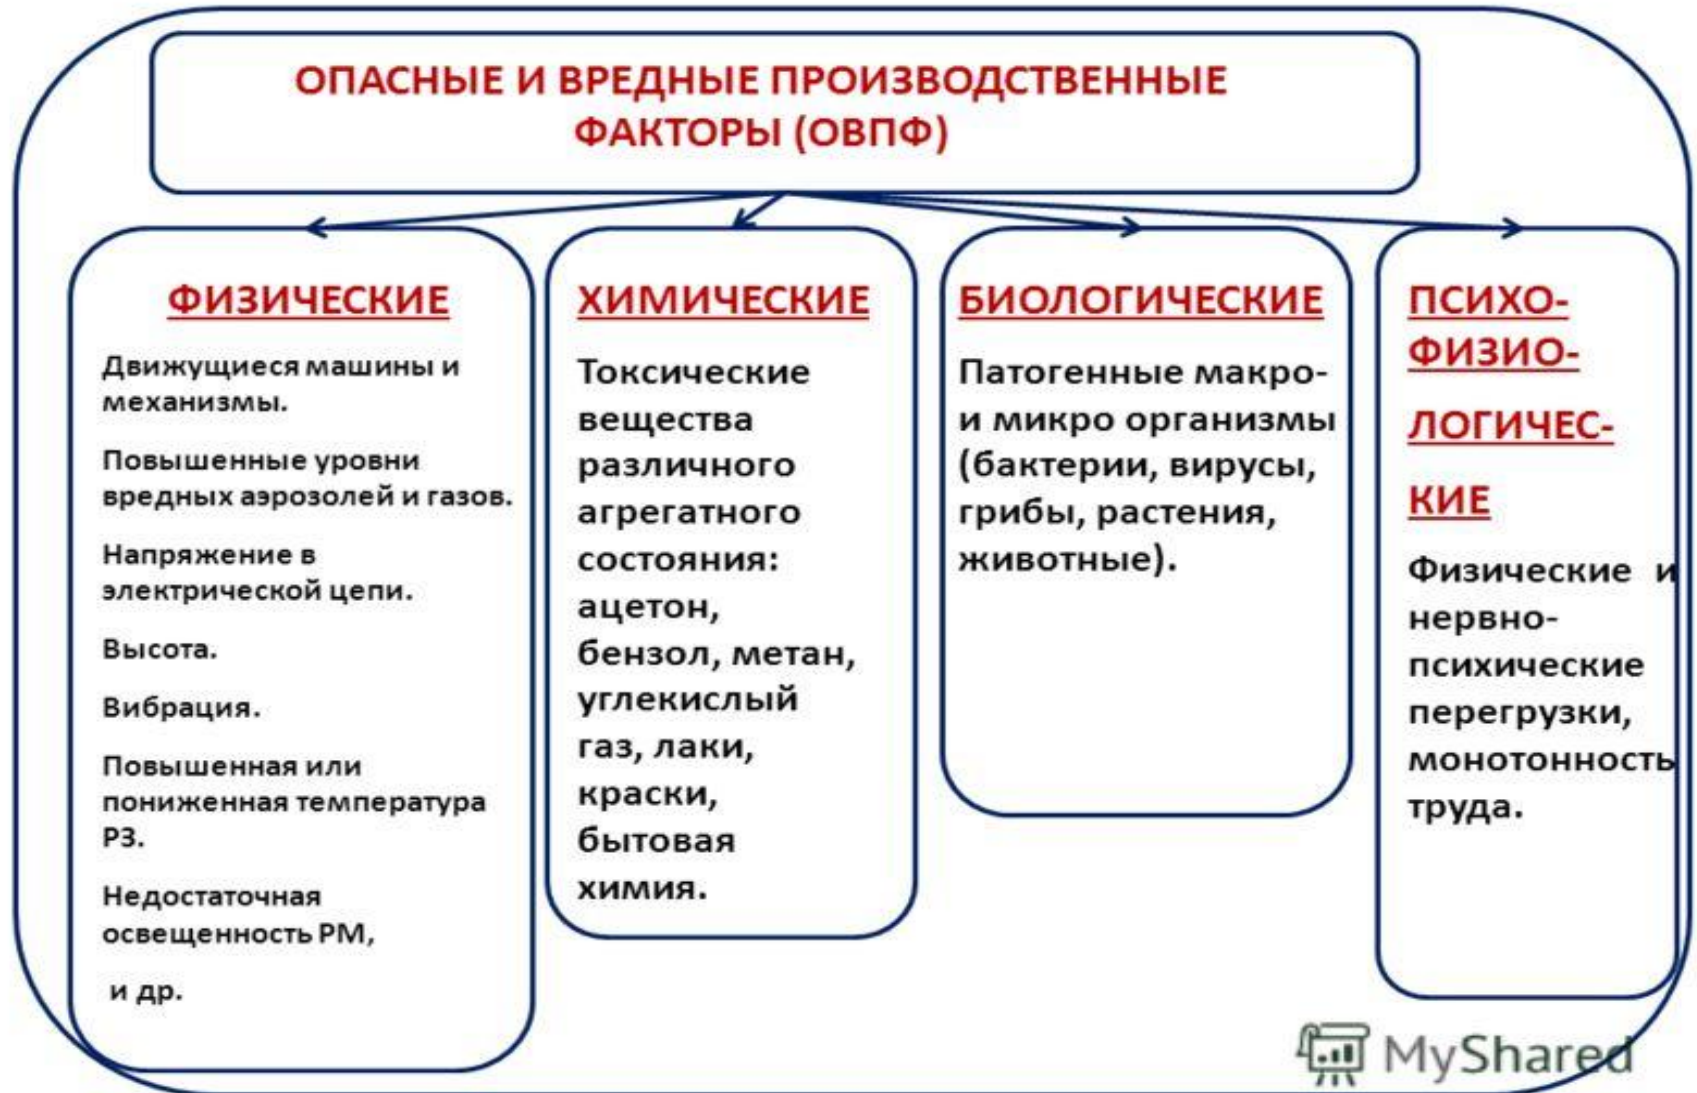 ОПАСНЫЕ И ВРЕДНЫЕ ПРОИЗВОДСТВЕННЫЕ
ФАКТОРЫ (ОВПФ)
ФИЗИЧЕСКИЕ
Движущиеся машины и
механизмы.
Повышенные уровни
вредных аэрозолей и газов.
Напряжение в
электрической цепи.
Высота.
Вибрация.
Повышенная или
пониженная температура
РЗ.
Недостаточная
освещенность РМ,
и др.
ХИМИЧЕСКИЕ
Токсические
вещества
различного
агрегатного
состояния:
ацетон,
бензол, метан,
углекислый
газ, лаки,
краски,
бытовая
химия.
БИОЛОГИЧЕСКИЕ
Патогенные макро-
и микро организмы
(бактерии, вирусы,
грибы, растения,
животные).
ПСИХО-
ФИЗИО-
ЛОГИЧЕС-
КИЕ
Физические и
нервно-
психические
перегрузки,
монотонность
труда.
MyShared